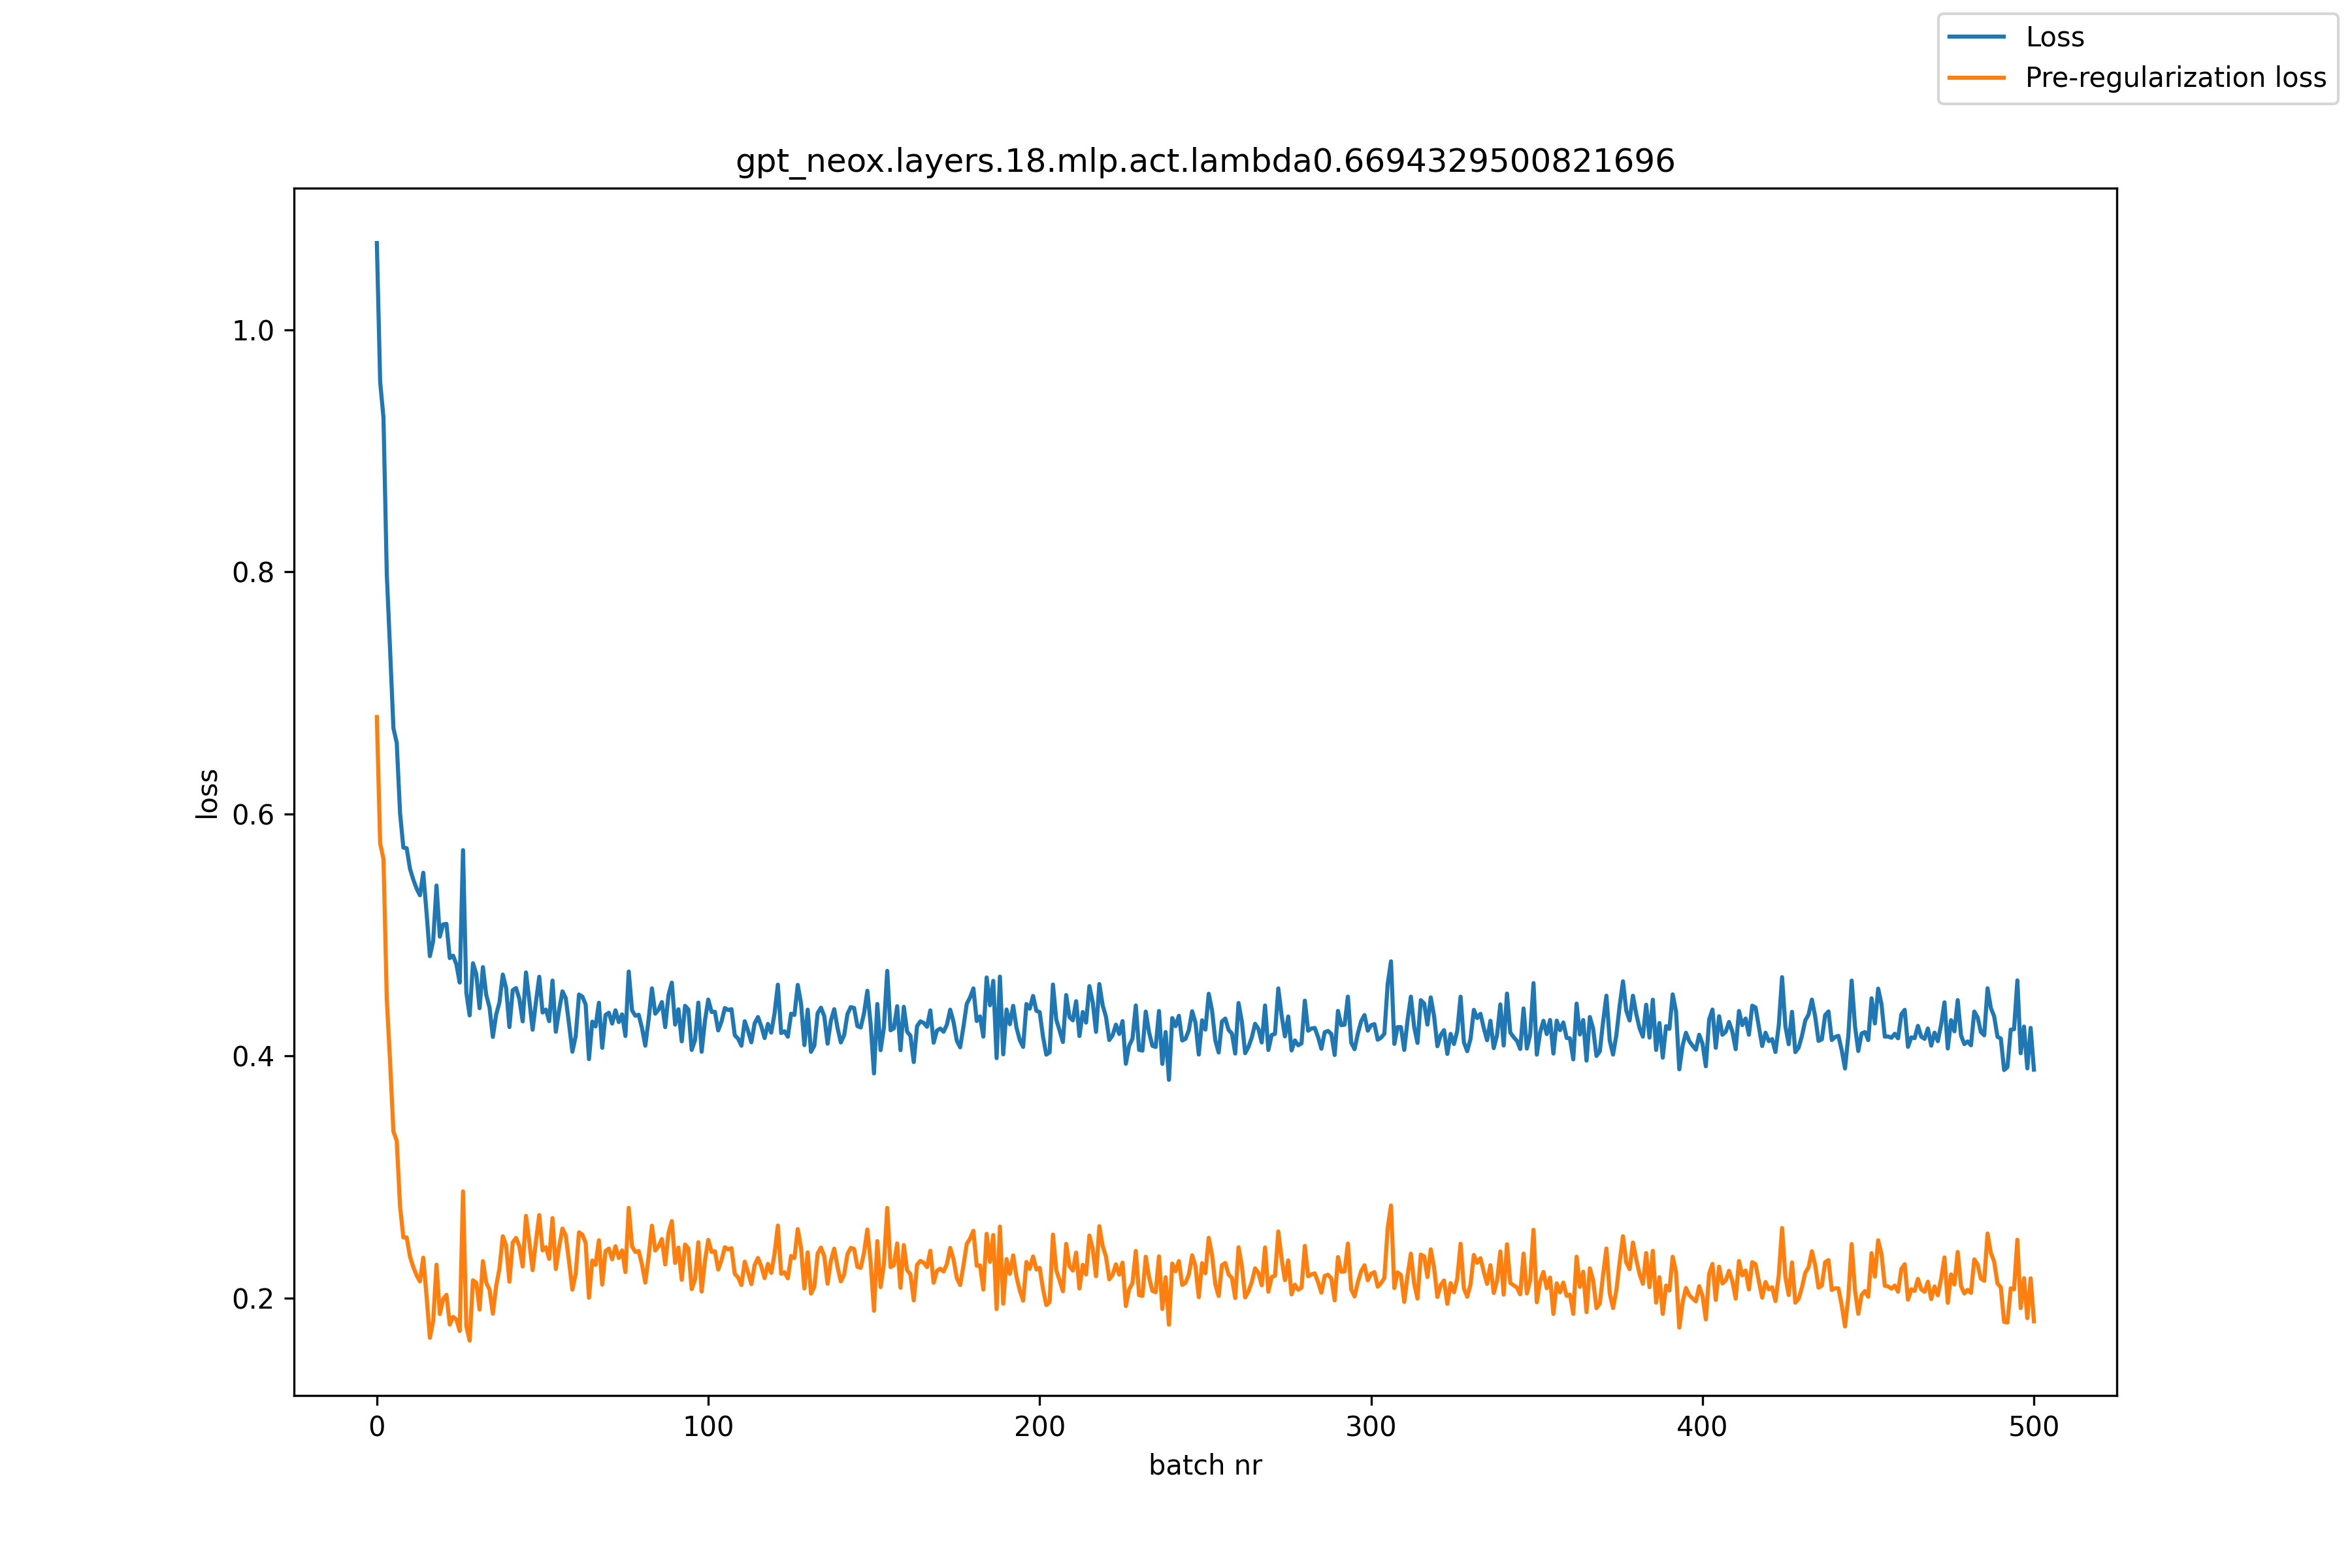 Loss
Pre-regularization loss
gpt_neox.layers.18.mlp.act.lambda0.6694329500821696
1.0
0.8
0.6
0.4
0.2
loss
0 100 200 300 400 500
batch nr